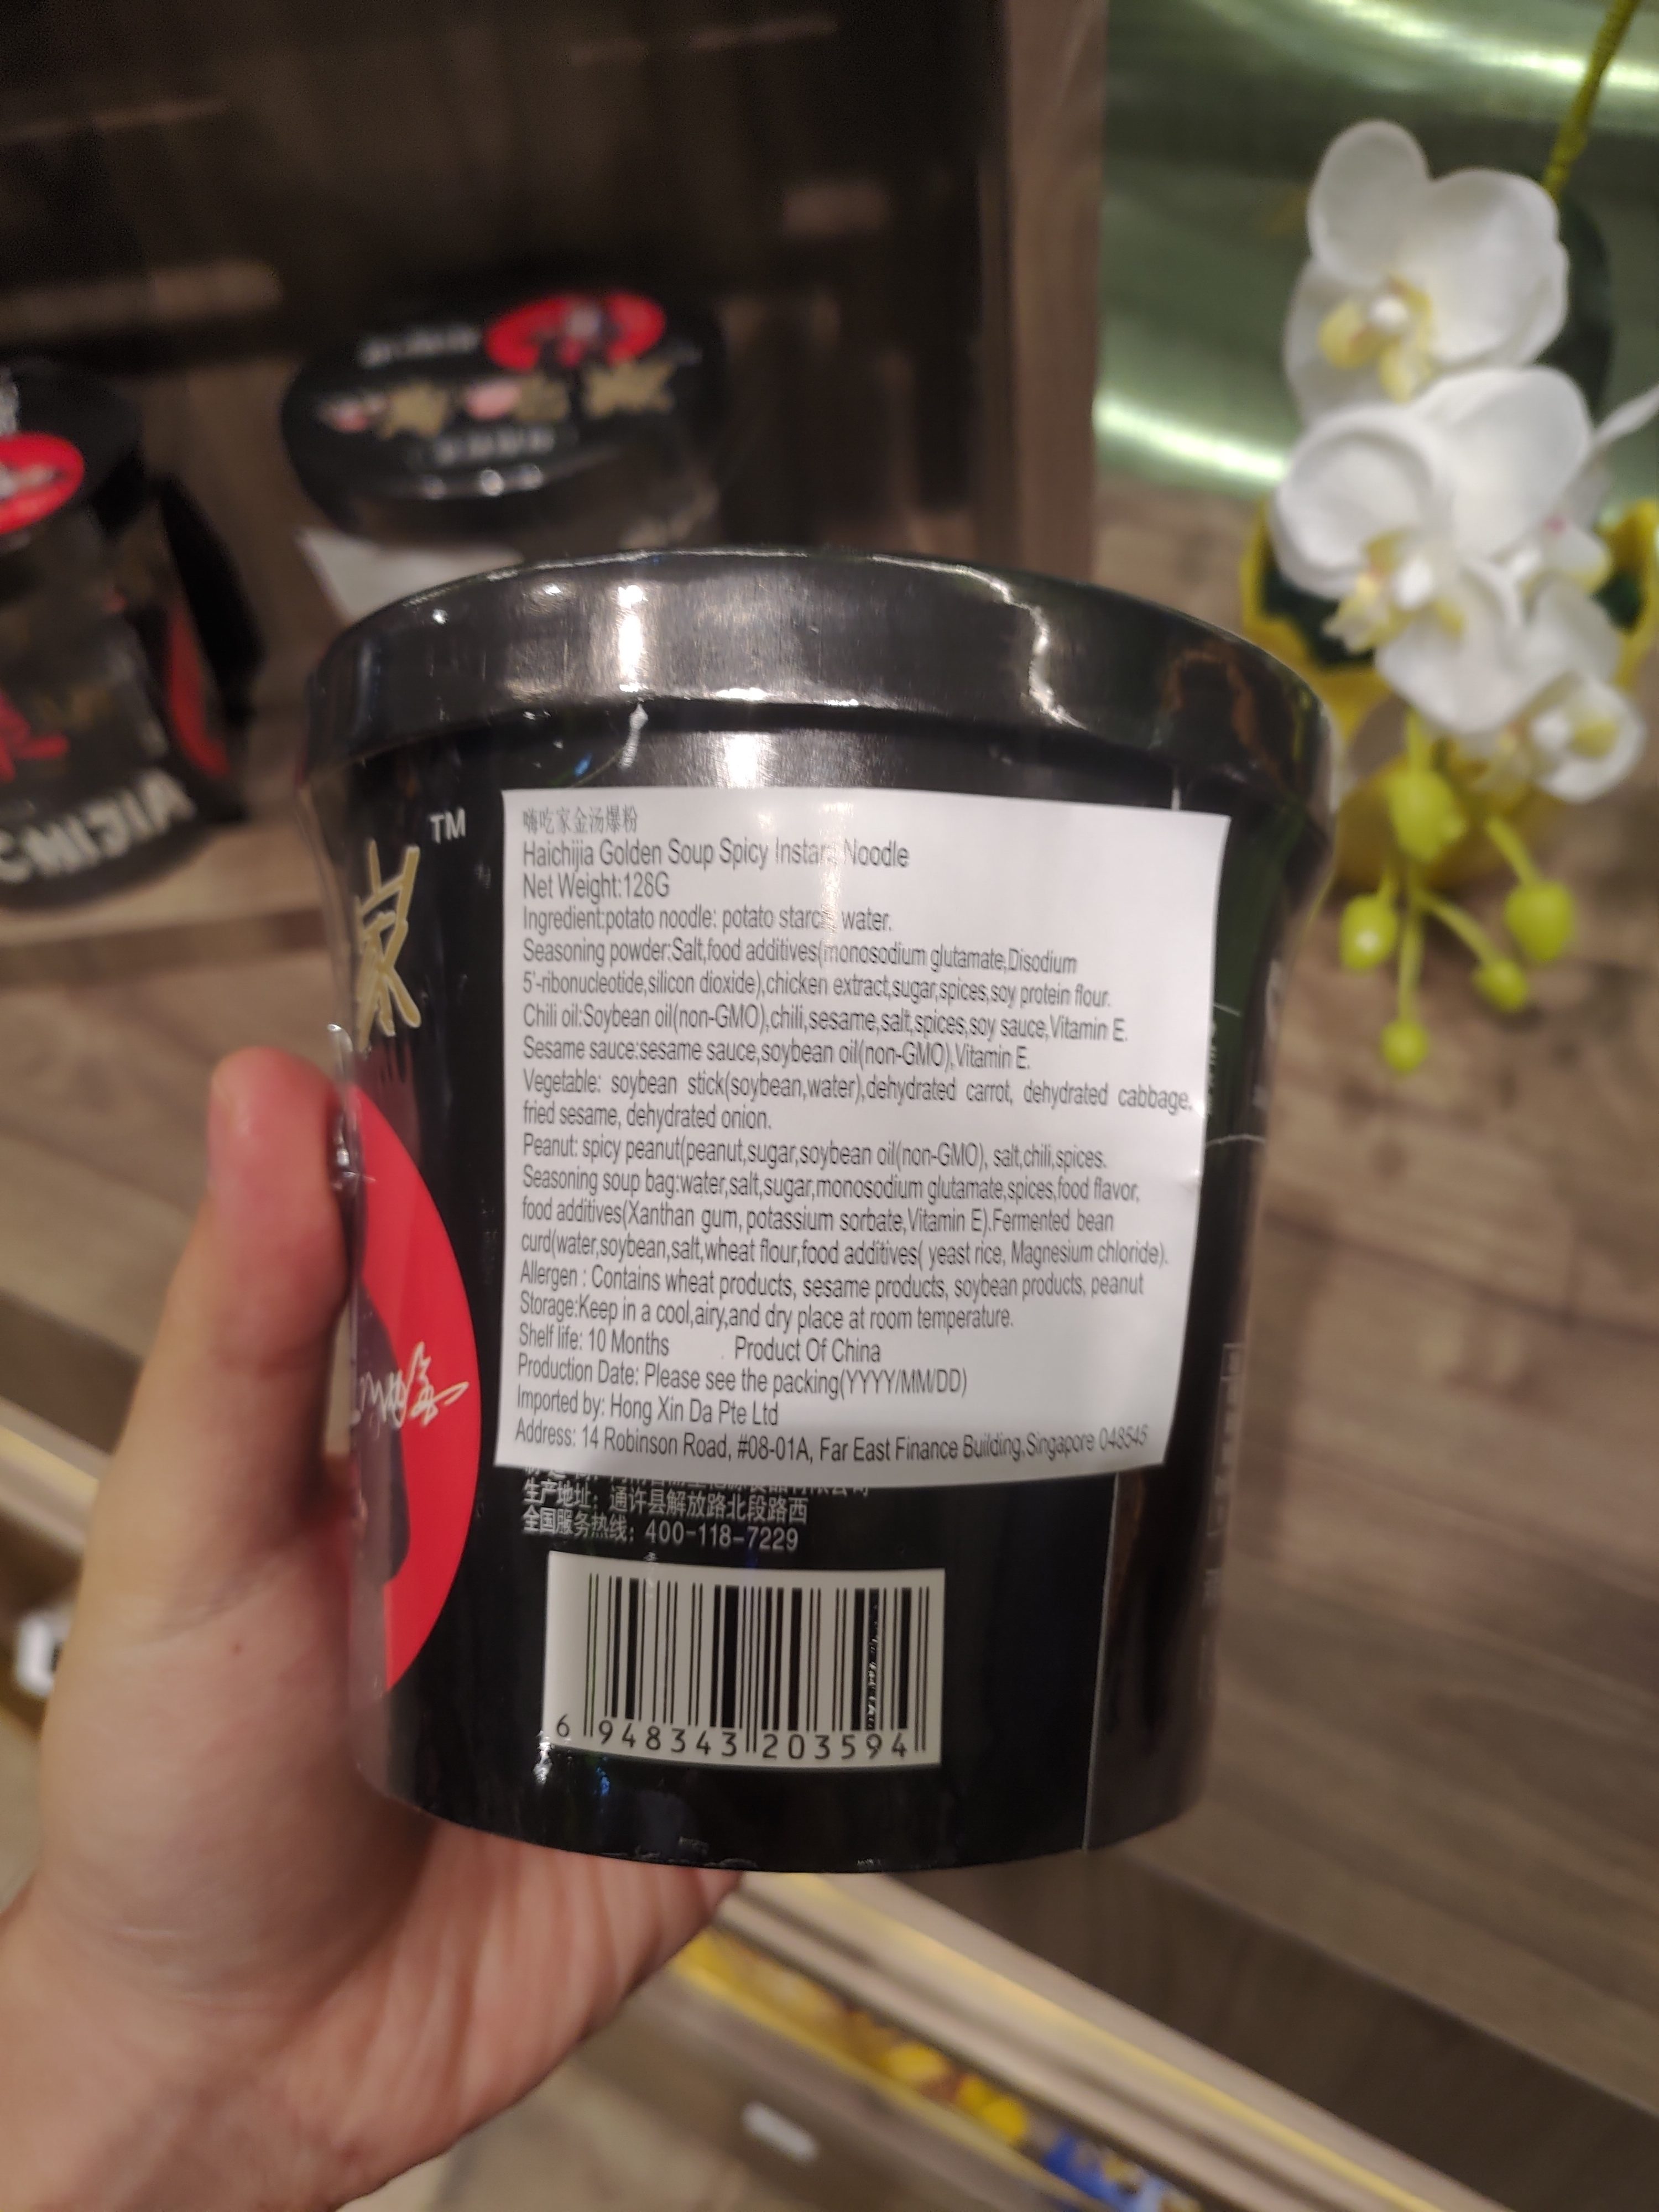 TM
家
嗨吃家金汤爆粉
Haichijia Golden Soup Spicy Instant Noodle
Net Weight:128G
Ingredient:potato noodle: potato starch, water.
Seasoning powder:Salt,food additives(monosodium glutamate,Disodium
5'-ribonucleotide,silicon dioxide),chicken extract,sugar,spices,soy protein flour.
Chili oil:Soybean oil(non-GMO),chili,sesame,salt,spices,soy sauce,Vitamin E.
Sesame sauce:sesame sauce,soybean oil(non-GMO),Vitamin E.
Vegetable: soybean stick(soybean,water),dehydrated carrot, dehydrated cabbage,
fried sesame, dehydrated onion.
Peanut: spicy peanut(peanut,sugar,soybean oil(non-GMO), salt,chili,spices.
Seasoning soup bag:water,salt,sugar,monosodium glutamate,spices,food flavor,
food additives(Xanthan gum, potassium sorbate,Vitamin E).Fermented bean
curd(water,soybean,salt,wheat flour,food additives( yeast rice, Magnesium chloride).
Allergen : Contains wheat products, sesame products, soybean products, peanut
Storage:Keep in a cool,airy,and dry place at room temperature.
Shelf life: 10 Months Product Of China
Production Date: Please see the packing(YYYY/MM/DD)
Imported by: Hong Xin Da Pte Ltd
Address: 14 Robinson Road, #08-01A, Far East Finance Building,Singapore 048545
生产地址：通许县解放路北段路西
全国服务热线：400-118-7229
6 948343 203594